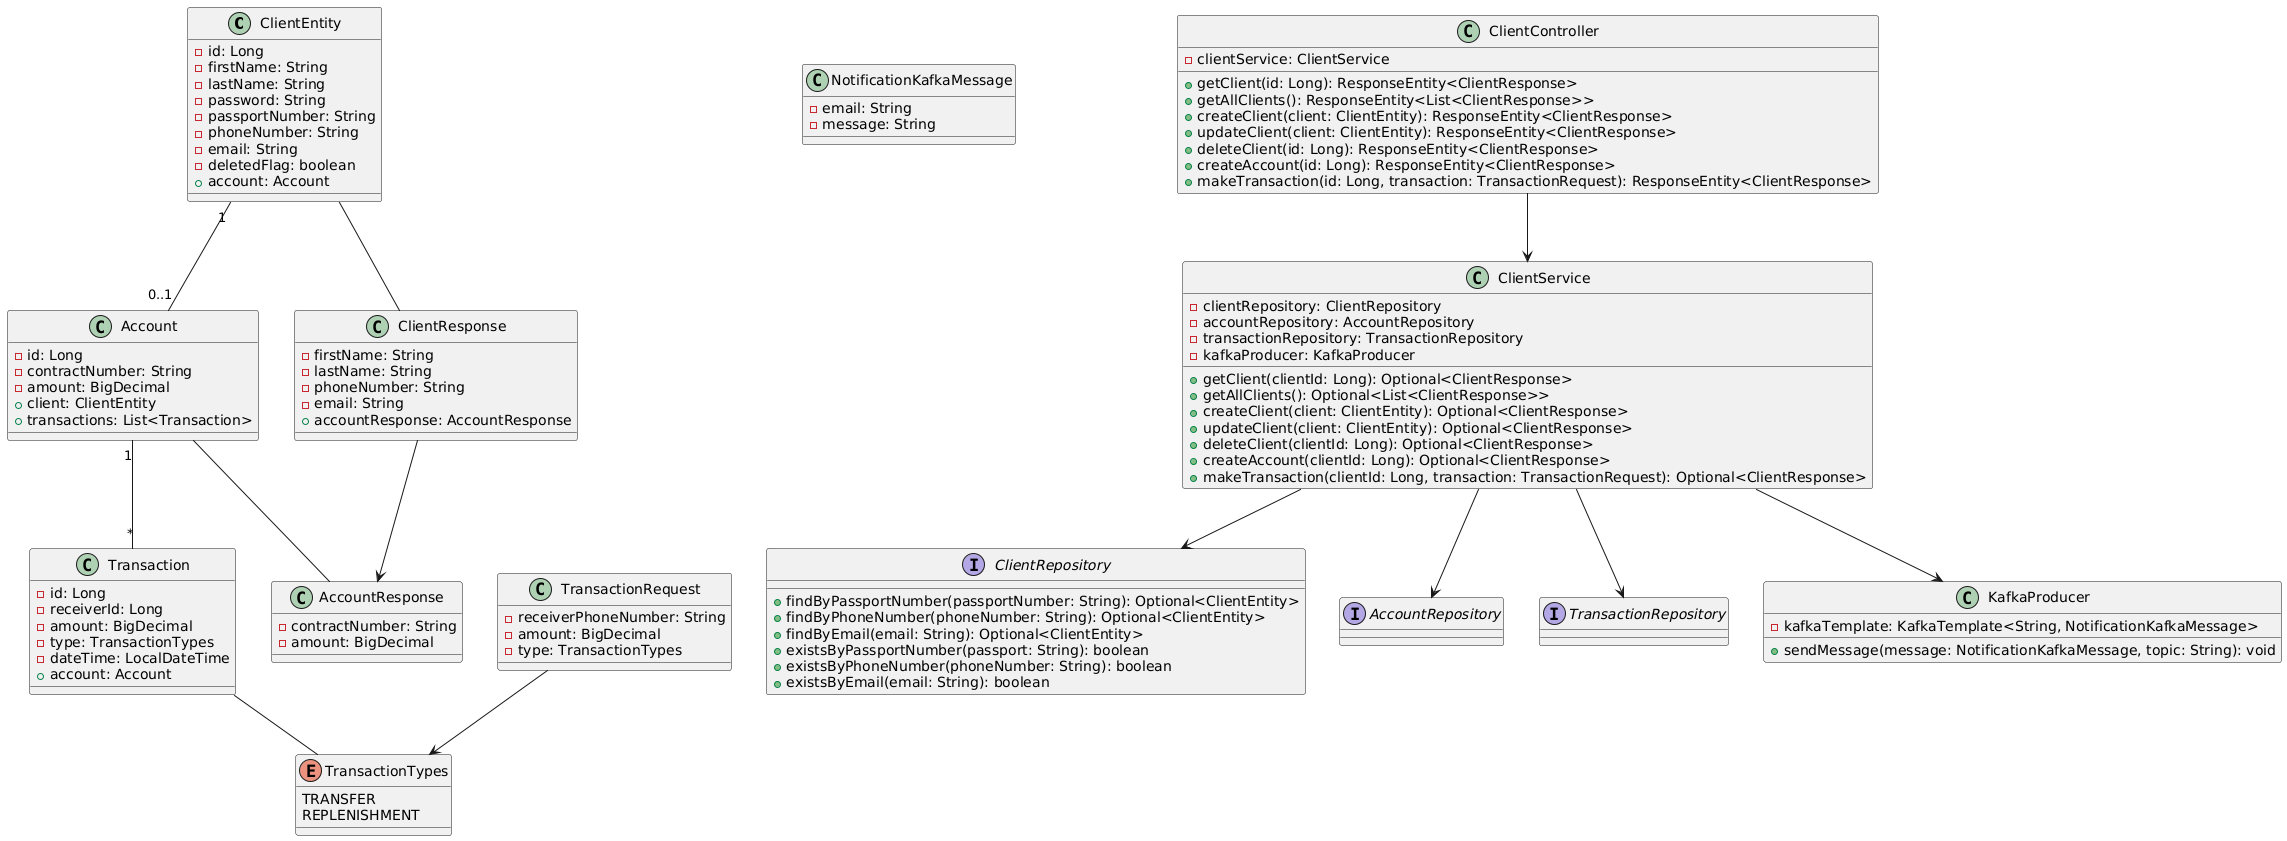 C ClientEntity
id: Long
firstName: String
lastName: String
password: String
passportNumber: String
phoneNumber: String
email: String
deletedFlag: boolean
account: Account
C NotificationKafkaMessage
email: String
message: String
C ClientController
clientService: ClientService
getClient(id: Long): ResponseEntity<ClientResponse>
getAllClients(): ResponseEntity<List<ClientResponse>>
createClient(client: ClientEntity): ResponseEntity<ClientResponse>
updateClient(client: ClientEntity): ResponseEntity<ClientResponse>
deleteClient(id: Long): ResponseEntity<ClientResponse>
createAccount(id: Long): ResponseEntity<ClientResponse>
makeTransaction(id: Long, transaction: TransactionRequest): ResponseEntity<ClientResponse>
1
0..1
C Account
id: Long
contractNumber: String
amount: BigDecimal
client: ClientEntity
transactions: List<Transaction>
C ClientResponse
firstName: String
lastName: String
phoneNumber: String
email: String
accountResponse: AccountResponse
C ClientService
clientRepository: ClientRepository
accountRepository: AccountRepository
transactionRepository: TransactionRepository
kafkaProducer: KafkaProducer
getClient(clientId: Long): Optional<ClientResponse>
getAllClients(): Optional<List<ClientResponse>>
createClient(client: ClientEntity): Optional<ClientResponse>
updateClient(client: ClientEntity): Optional<ClientResponse>
deleteClient(clientId: Long): Optional<ClientResponse>
createAccount(clientId: Long): Optional<ClientResponse>
makeTransaction(clientId: Long, transaction: TransactionRequest): Optional<ClientResponse>
1
*
C Transaction
id: Long
receiverId: Long
amount: BigDecimal
type: TransactionTypes
dateTime: LocalDateTime
account: Account
C AccountResponse
contractNumber: String
amount: BigDecimal
C TransactionRequest
receiverPhoneNumber: String
amount: BigDecimal
type: TransactionTypes
I ClientRepository
findByPassportNumber(passportNumber: String): Optional<ClientEntity>
findByPhoneNumber(phoneNumber: String): Optional<ClientEntity>
findByEmail(email: String): Optional<ClientEntity>
existsByPassportNumber(passport: String): boolean
existsByPhoneNumber(phoneNumber: String): boolean
existsByEmail(email: String): boolean
I AccountRepository
I TransactionRepository
C KafkaProducer
kafkaTemplate: KafkaTemplate<String, NotificationKafkaMessage>
sendMessage(message: NotificationKafkaMessage, topic: String): void
E TransactionTypes
TRANSFER
REPLENISHMENT